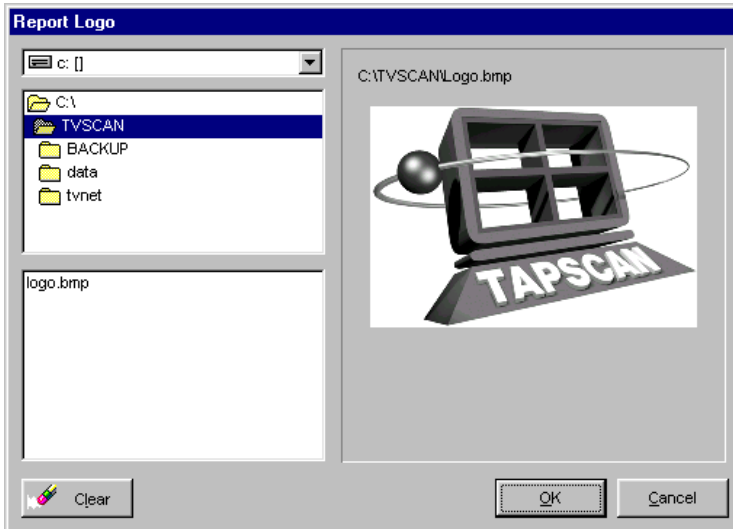 Report Logo
c: []
C:\TVSCAN\Logo.bmp
C:\
TVSCAN
BACKUP
data
tvnet
TAPSCAN
logo.bmp
Clear
OK
Cancel